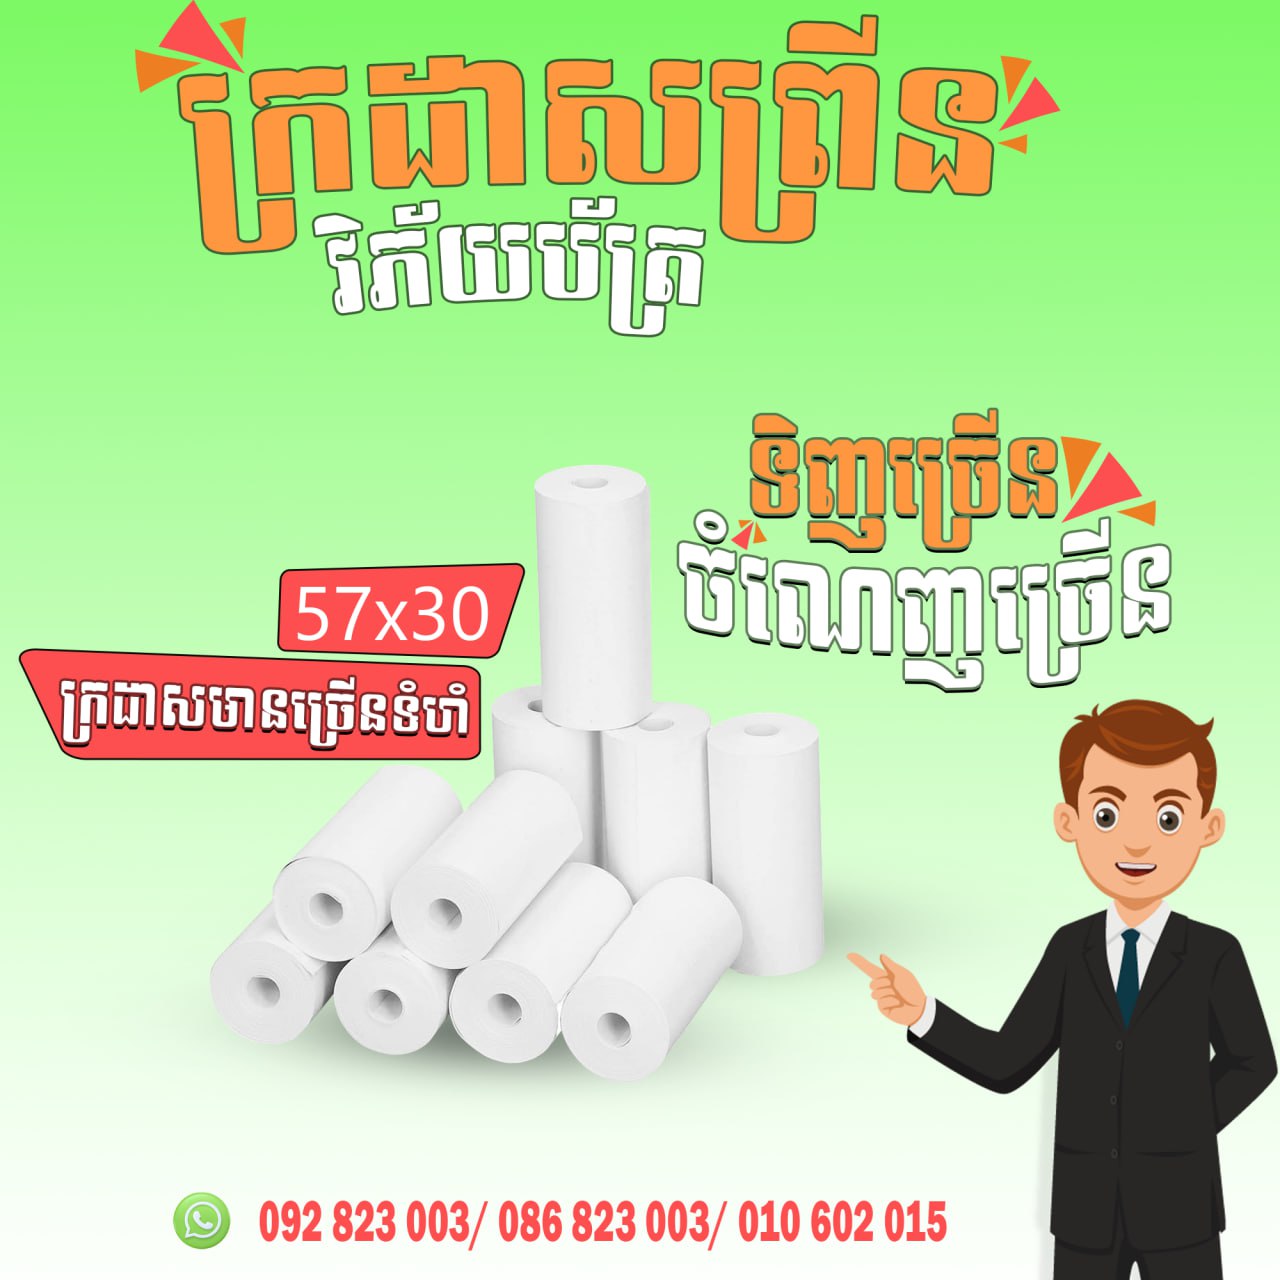 ក្រដាសព្រីន
វិក័យប័ត្រ
ទិញច្រើន
ចំណេញច្រើន
57x30
ក្រដាសមានច្រើនទំហំ
092 823 003/ 086 823 003/ 010 602 015